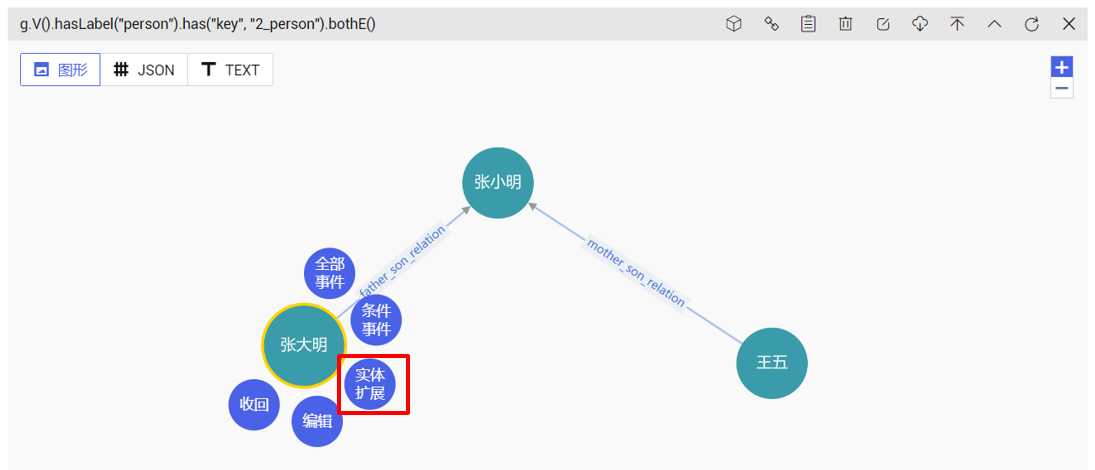 g.V().hasLabel("person").has("key", "2_person").bothE()
图形
JSON
TEXT
张小明
father_son_relation
mother_son_relation
全部
事件
条件
事件
张大明
实体
扩展
王五
收回
编辑